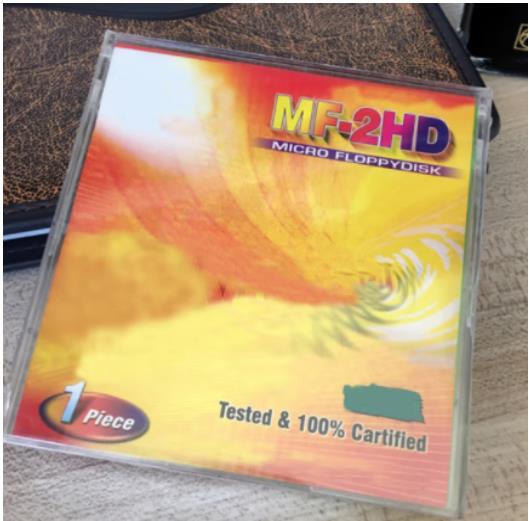 MF-2HD
MICRO FLOPPYDISK
1 Piece
Tested & 100% Cartified